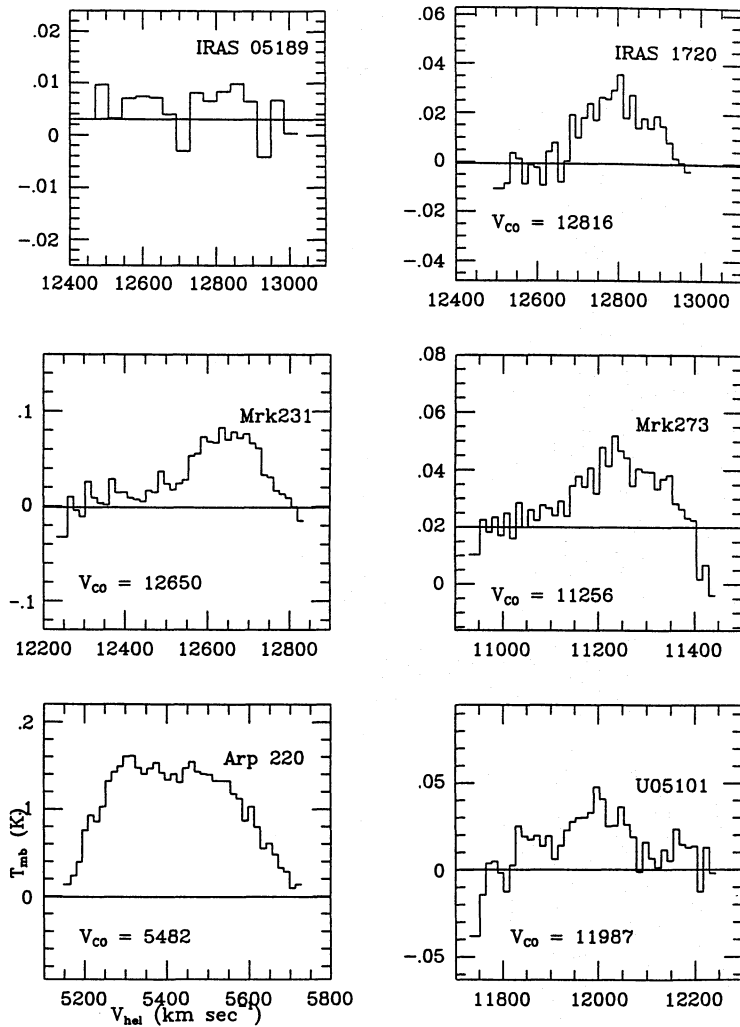 IRAS 05189
.02
.01
0
-.01
-.02
12400 12600 12800 13000
IRAS 1720
.06
.04
.02
0
-.02
-.04
V_CO = 12816
12400 12600 12800 13000
Mrk231
.1
0
-.1
V_CO = 12650
12200 12400 12600 12800
Mrk273
.08
.06
.04
.02
0
V_CO = 11256
11000 11200 11400
Arp 220
.2
.1
0
T_mb (K)
V_CO = 5482
5200 5400 5600 5800
V_hel (km sec⁻¹)
U05101
.05
0
-.05
V_CO = 11987
11800 12000 12200